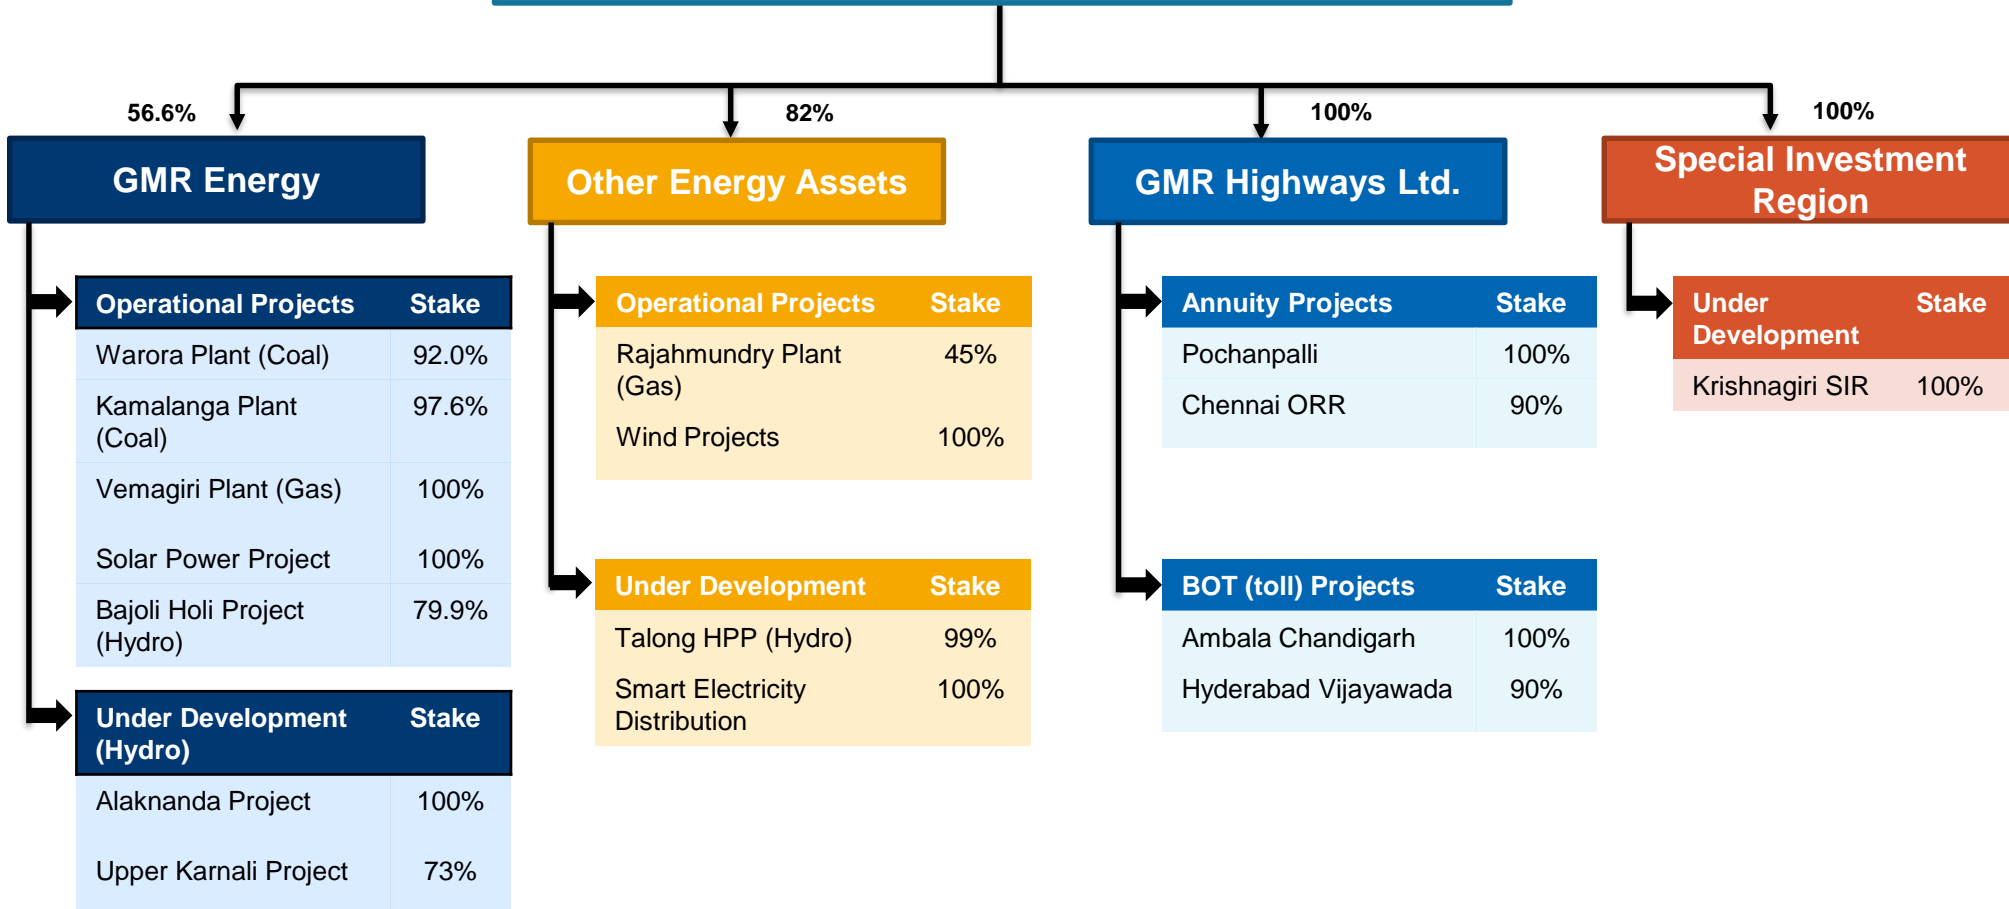 56.6%
82%
100%
100%
GMR Energy
Other Energy Assets
GMR Highways Ltd.
Special Investment
Region
Operational Projects Stake
Warora Plant (Coal) 92.0%
Kamalanga Plant 97.6%
(Coal)
Vemagiri Plant (Gas) 100%
Solar Power Project 100%
Bajoli Holi Project 79.9%
(Hydro)
Under Development Stake
(Hydro)
Alaknanda Project 100%
Upper Karnali Project 73%
Operational Projects Stake
Rajahmundry Plant 45%
(Gas)
Wind Projects 100%
Under Development Stake
Talong HPP (Hydro) 99%
Smart Electricity 100%
Distribution
Annuity Projects Stake
Pochanpalli 100%
Chennai ORR 90%
BOT (toll) Projects Stake
Ambala Chandigarh 100%
Hyderabad Vijayawada 90%
Under Stake
Development
Krishnagiri SIR 100%